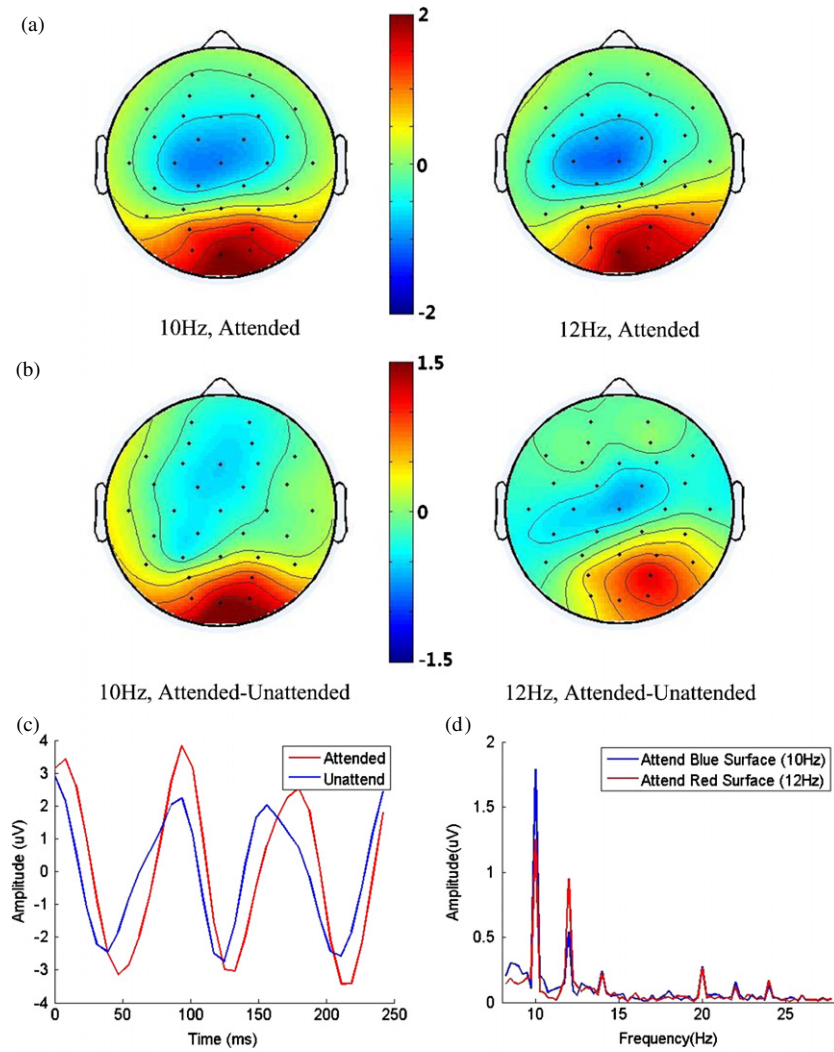 (a)
2
0
-2
10Hz, Attended
12Hz, Attended
(b)
1.5
0
-1.5
10Hz, Attended-Unattended
12Hz, Attended-Unattended
(c)
4
3
2
1
0
-1
-2
-3
-4
Amplitude (uV)
0 50 100 150 200 250
Time (ms)
Attended
Unattend
(d)
2
1.5
1
0.5
0
Amplitude(uV)
10 15 20 25
Frequency(Hz)
Attend Blue Surface (10Hz)
Attend Red Surface (12Hz)